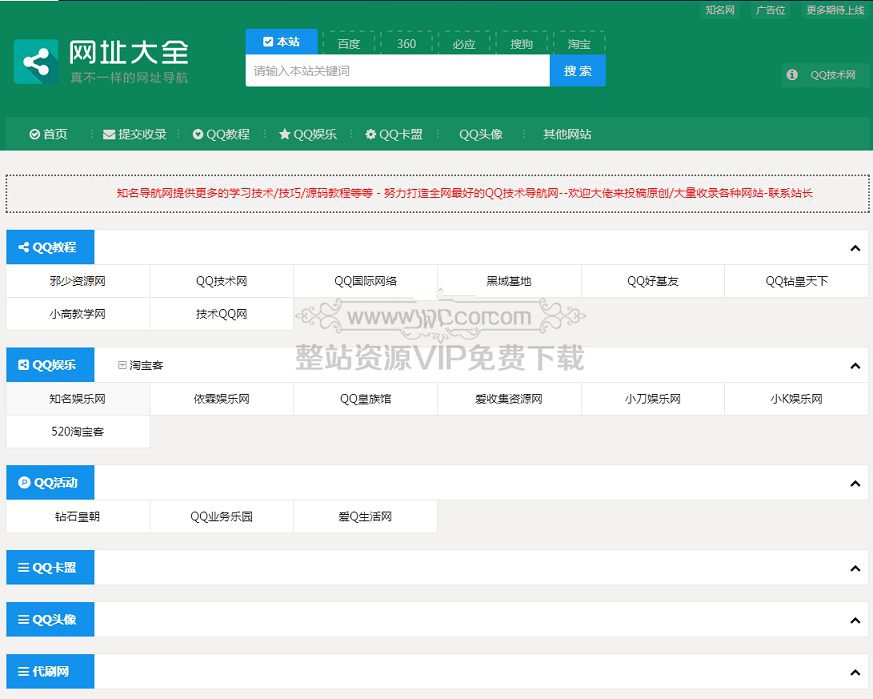 知名网 广告位 更多期待上线
网址大全
真不一样的网址导航
本站 百度 360 必应 搜狗 淘宝
请输入本站关键词 搜 索
QQ技术网
首页 提交收录 QQ教程 QQ娱乐 QQ卡盟 QQ头像 其他网站
知名导航网提供更多的学习技术/技巧/源码教程等等 - 努力打造全网最好的QQ技术导航网--欢迎大佬来投稿原创/大量收录各种网站-联系站长
QQ教程
邪少资源网 QQ技术网 QQ国际网络 黑域基地 QQ好基友 QQ钻皇天下
小高教学网 技术QQ网
整站资源VIP免费下载
QQ娱乐 淘宝客
知名娱乐网 依霖娱乐网 QQ皇族馆 爱收集资源网 小刀娱乐网 小K娱乐网
520淘宝客
QQ活动
钻石皇朝 QQ业务乐园 爱Q生活网
QQ卡盟
QQ头像
代刷网